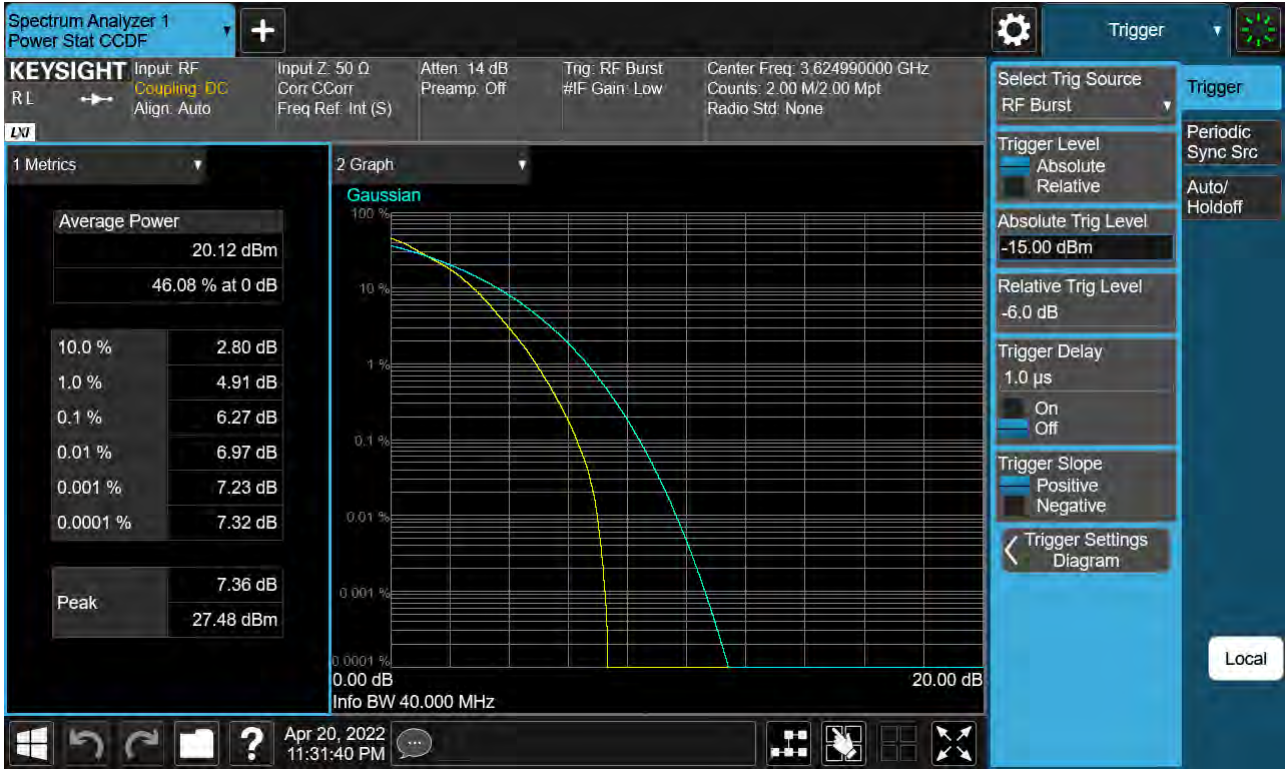 Spectrum Analyzer 1
Power Stat CCDF
+
Trigger
KEYSIGHT
R L
LXI
Input: RF
Coupling: DC
Align: Auto
Input Z: 50 Ω
Corr CCorr
Freq Ref: Int (S)
Atten: 14 dB
Preamp: Off
Trig: RF Burst
#IF Gain: Low
Center Freq: 3.624990000 GHz
Counts: 2.00 M/2.00 Mpt
Radio Std: None
1 Metrics
Average Power
20.12 dBm
46.08 % at 0 dB
10.0 % 2.80 dB
1.0 % 4.91 dB
0.1 % 6.27 dB
0.01 % 6.97 dB
0.001 % 7.23 dB
0.0001 % 7.32 dB
Peak
7.36 dB
27.48 dBm
2 Graph
Gaussian
100 %
10 %
1 %
0.1 %
0.01 %
0.001 %
0.0001 %
0.00 dB 20.00 dB
Info BW 40.000 MHz
Select Trig Source
RF Burst
Trigger Level
Absolute
Relative
Absolute Trig Level
-15.00 dBm
Relative Trig Level
-6.0 dB
Trigger Delay
1.0 µs
On
Off
Trigger Slope
Positive
Negative
Trigger Settings
Diagram
Trigger
Periodic
Sync Src
Auto/
Holdoff
Local
?
Apr 20, 2022
11:31:40 PM